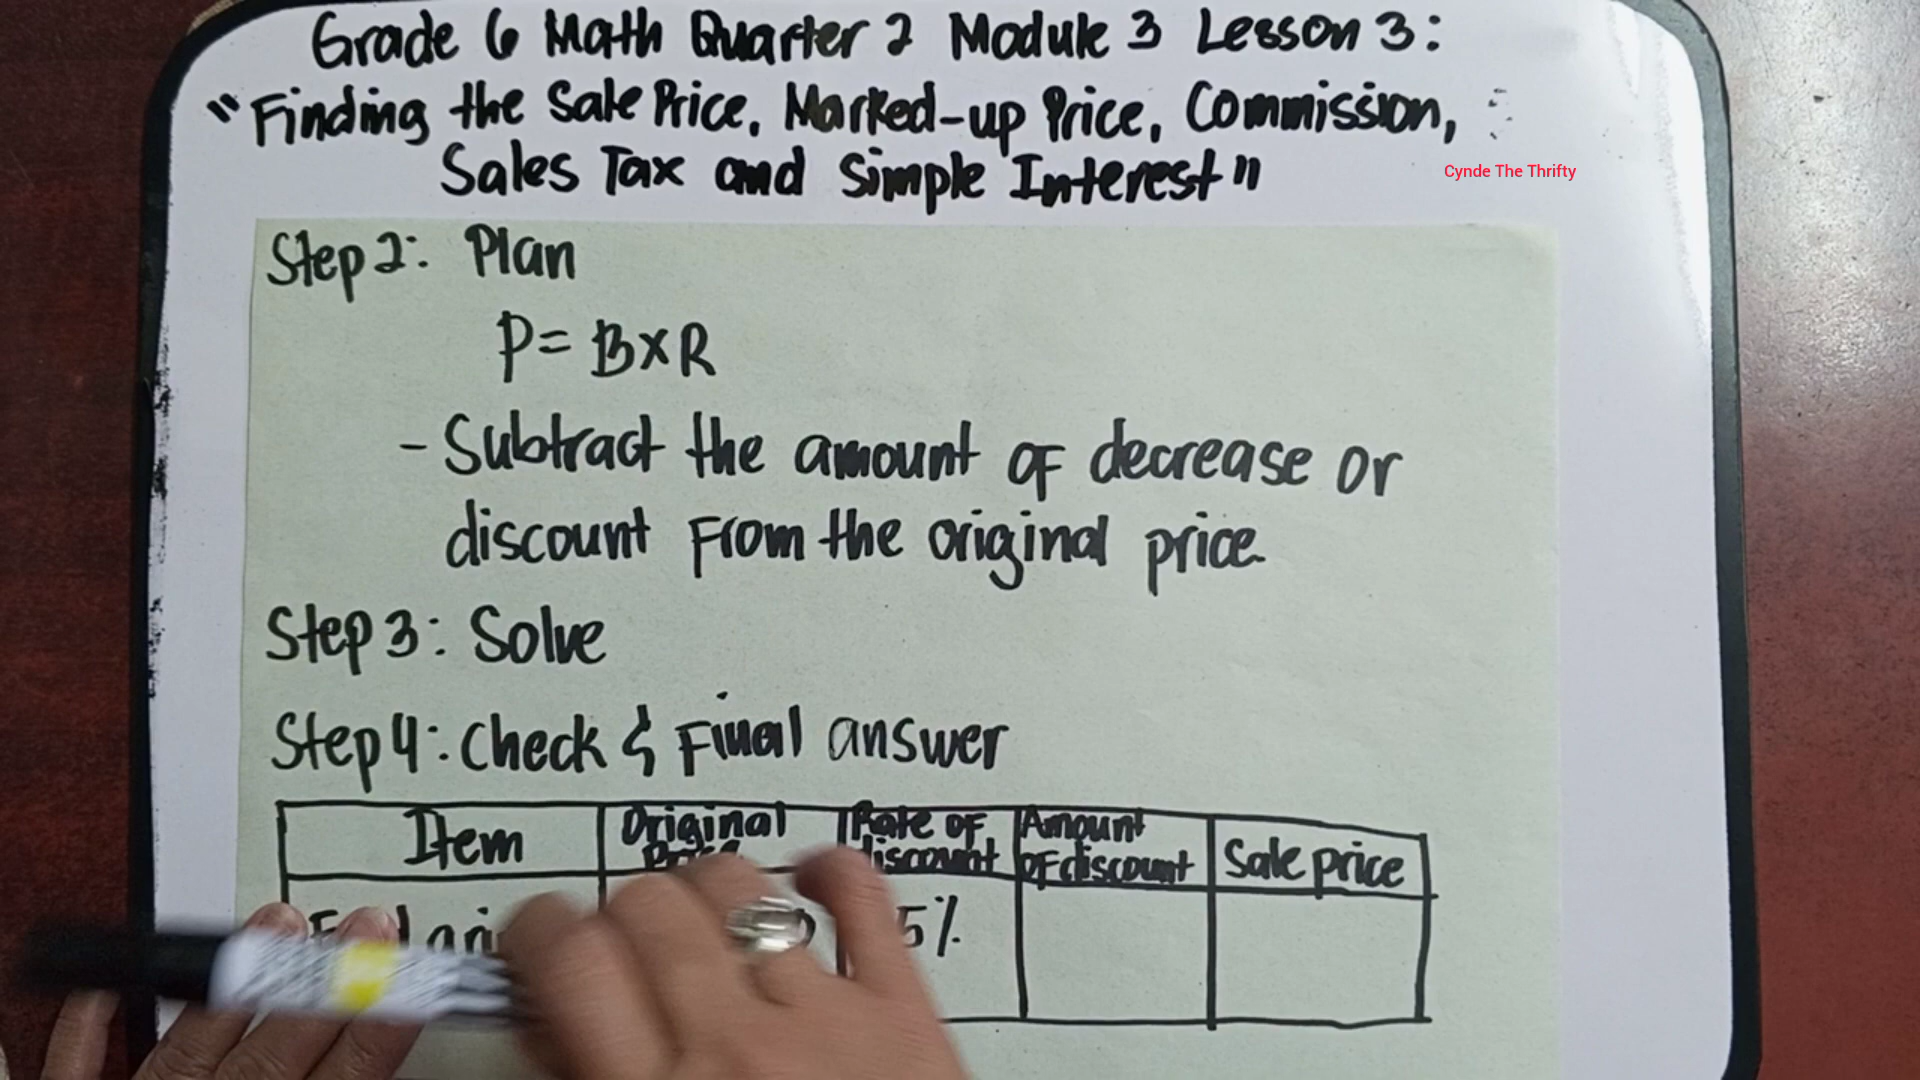 Grade 6 Math Quarter 2 Module 3 Lesson 3:
"Finding the Sale Price, Marked-up Price, Commission,
Sales Tax and Simple Interest"
Cynde The Thrifty
Step 2: Plan
P = B x R
- Subtract the amount of decrease or
discount from the original price
Step 3: Solve
Step 4: Check & Final answer
Item Original Price Rate of discount Amount of discount Sale price
5%